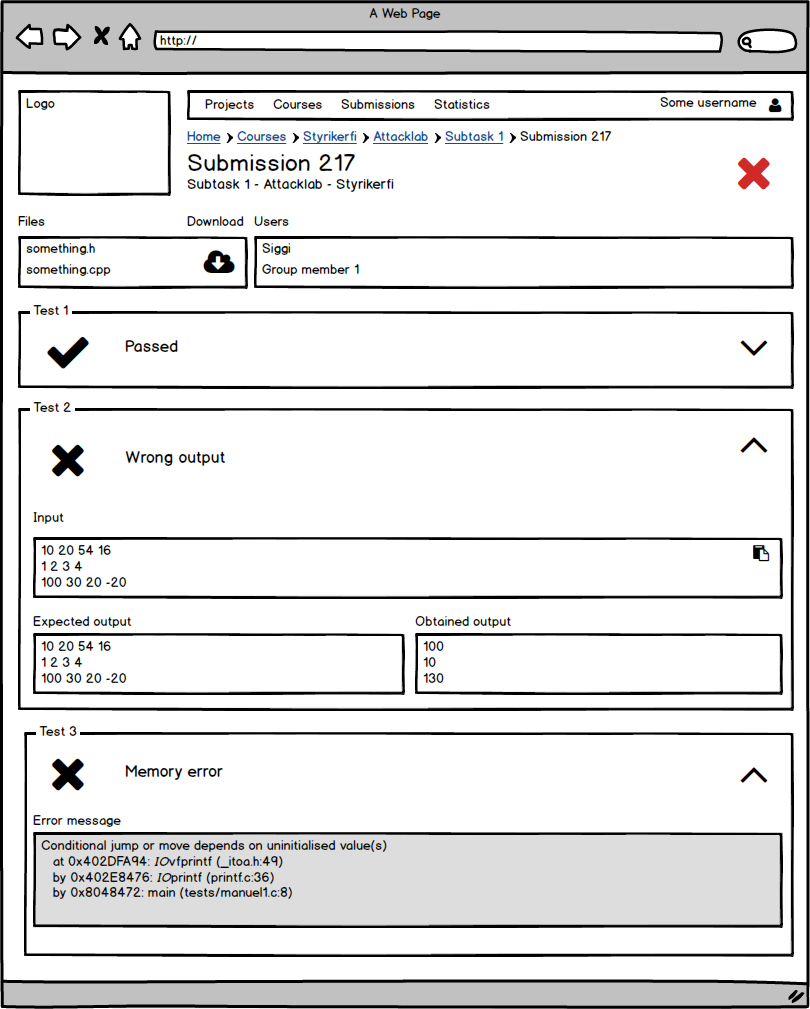 A Web Page
http://
Logo
Projects Courses Submissions Statistics Some username
Home Courses Styrikerfi Attacklab Subtask 1 Submission 217
Submission 217
Subtask 1 - Attacklab - Styrikerfi
Files Download Users
something.h
something.cpp
Siggi
Group member 1
Test 1
Passed
Test 2
Wrong output
Input
10 20 54 16
1 2 3 4
100 30 20 -20
Expected output
10 20 54 16
1 2 3 4
100 30 20 -20
Obtained output
100
10
130
Test 3
Memory error
Error message
Conditional jump or move depends on uninitialised value(s)
at 0x402DFA94: IOvfprintf (_itoa.h:49)
by 0x402E8476: IOprintf (printf.c:36)
by 0x8048472: main (tests/manuel1.c:8)